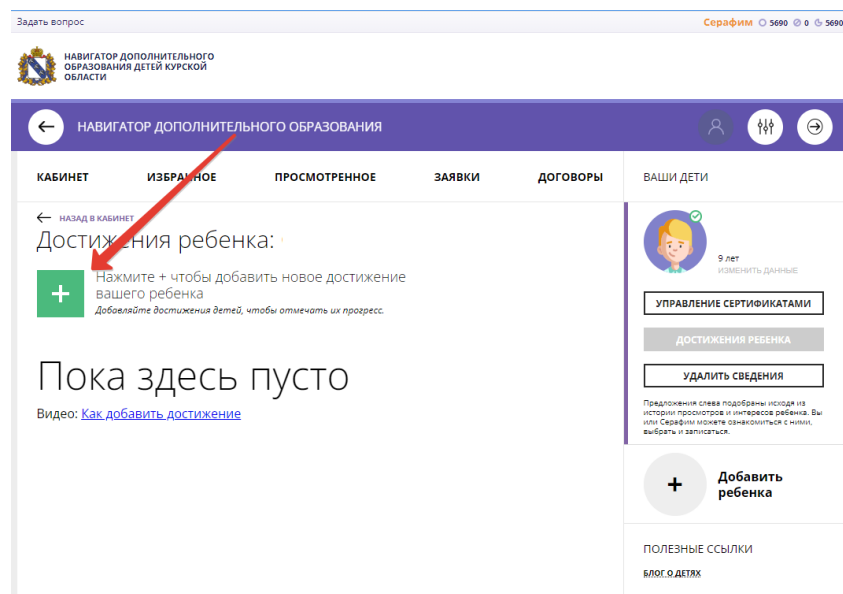 Задать вопрос
Серафим 5690 0 5690
НАВИГАТОР ДОПОЛНИТЕЛЬНОГО
ОБРАЗОВАНИЯ ДЕТЕЙ КУРСКОЙ
ОБЛАСТИ
НАВИГАТОР ДОПОЛНИТЕЛЬНОГО ОБРАЗОВАНИЯ
КАБИНЕТ ИЗБРАННОЕ ПРОСМОТРЕННОЕ ЗАЯВКИ ДОГОВОРЫ
НАЗАД В КАБИНЕТ
Достижения ребенка:
Нажмите + чтобы добавить новое достижение
вашего ребенка
Добавляйте достижения детей, чтобы отмечать их прогресс.
Пока здесь пусто
Видео: Как добавить достижение
ВАШИ ДЕТИ
9 лет
ИЗМЕНИТЬ ДАННЫЕ
УПРАВЛЕНИЕ СЕРТИФИКАТАМИ
ДОСТИЖЕНИЯ РЕБЕНКА
УДАЛИТЬ СВЕДЕНИЯ
Предложения слева подобраны исходя из
истории просмотров и интересов ребенка. Вы
или Серафим можете ознакомиться с ними,
выбрать и записаться.
Добавить
ребенка
ПОЛЕЗНЫЕ ССЫЛКИ
БЛОГ О ДЕТЯХ